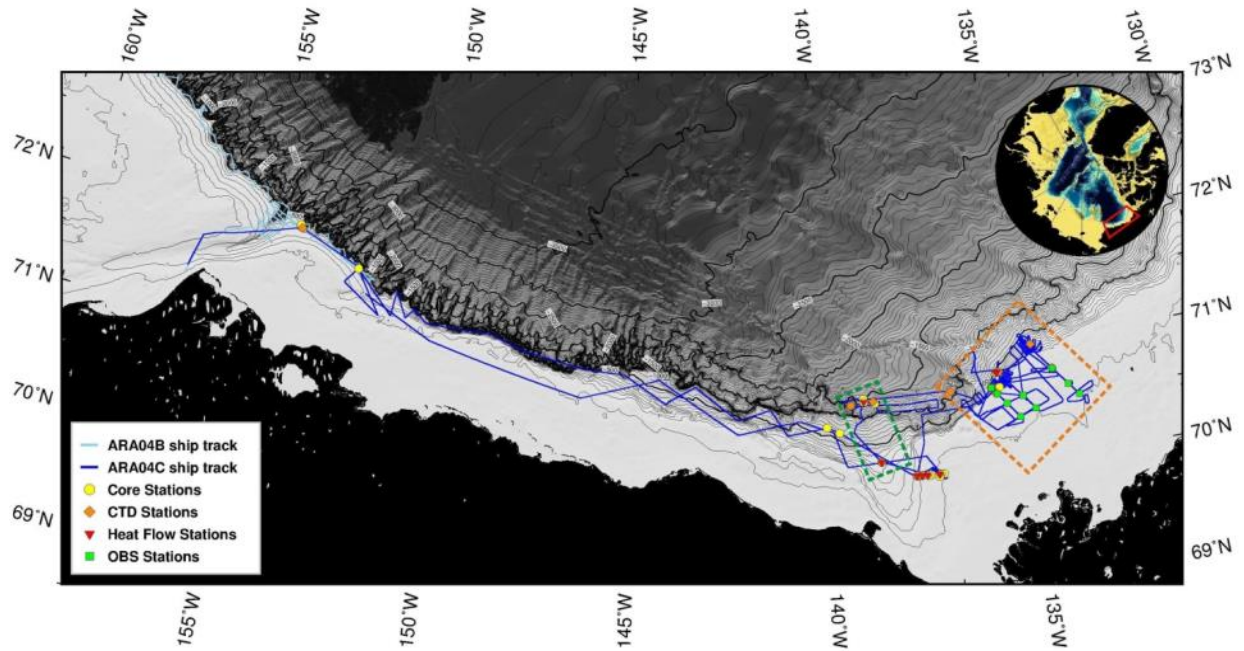 160°W 155°W 150°W 145°W 140°W 135°W 130°W
73°N
72°N
72°N
71°N
71°N
70°N
70°N
69°N
69°N
ARA04B ship track
ARA04C ship track
Core Stations
CTD Stations
Heat Flow Stations
OBS Stations
155°W 150°W 145°W 140°W 135°W